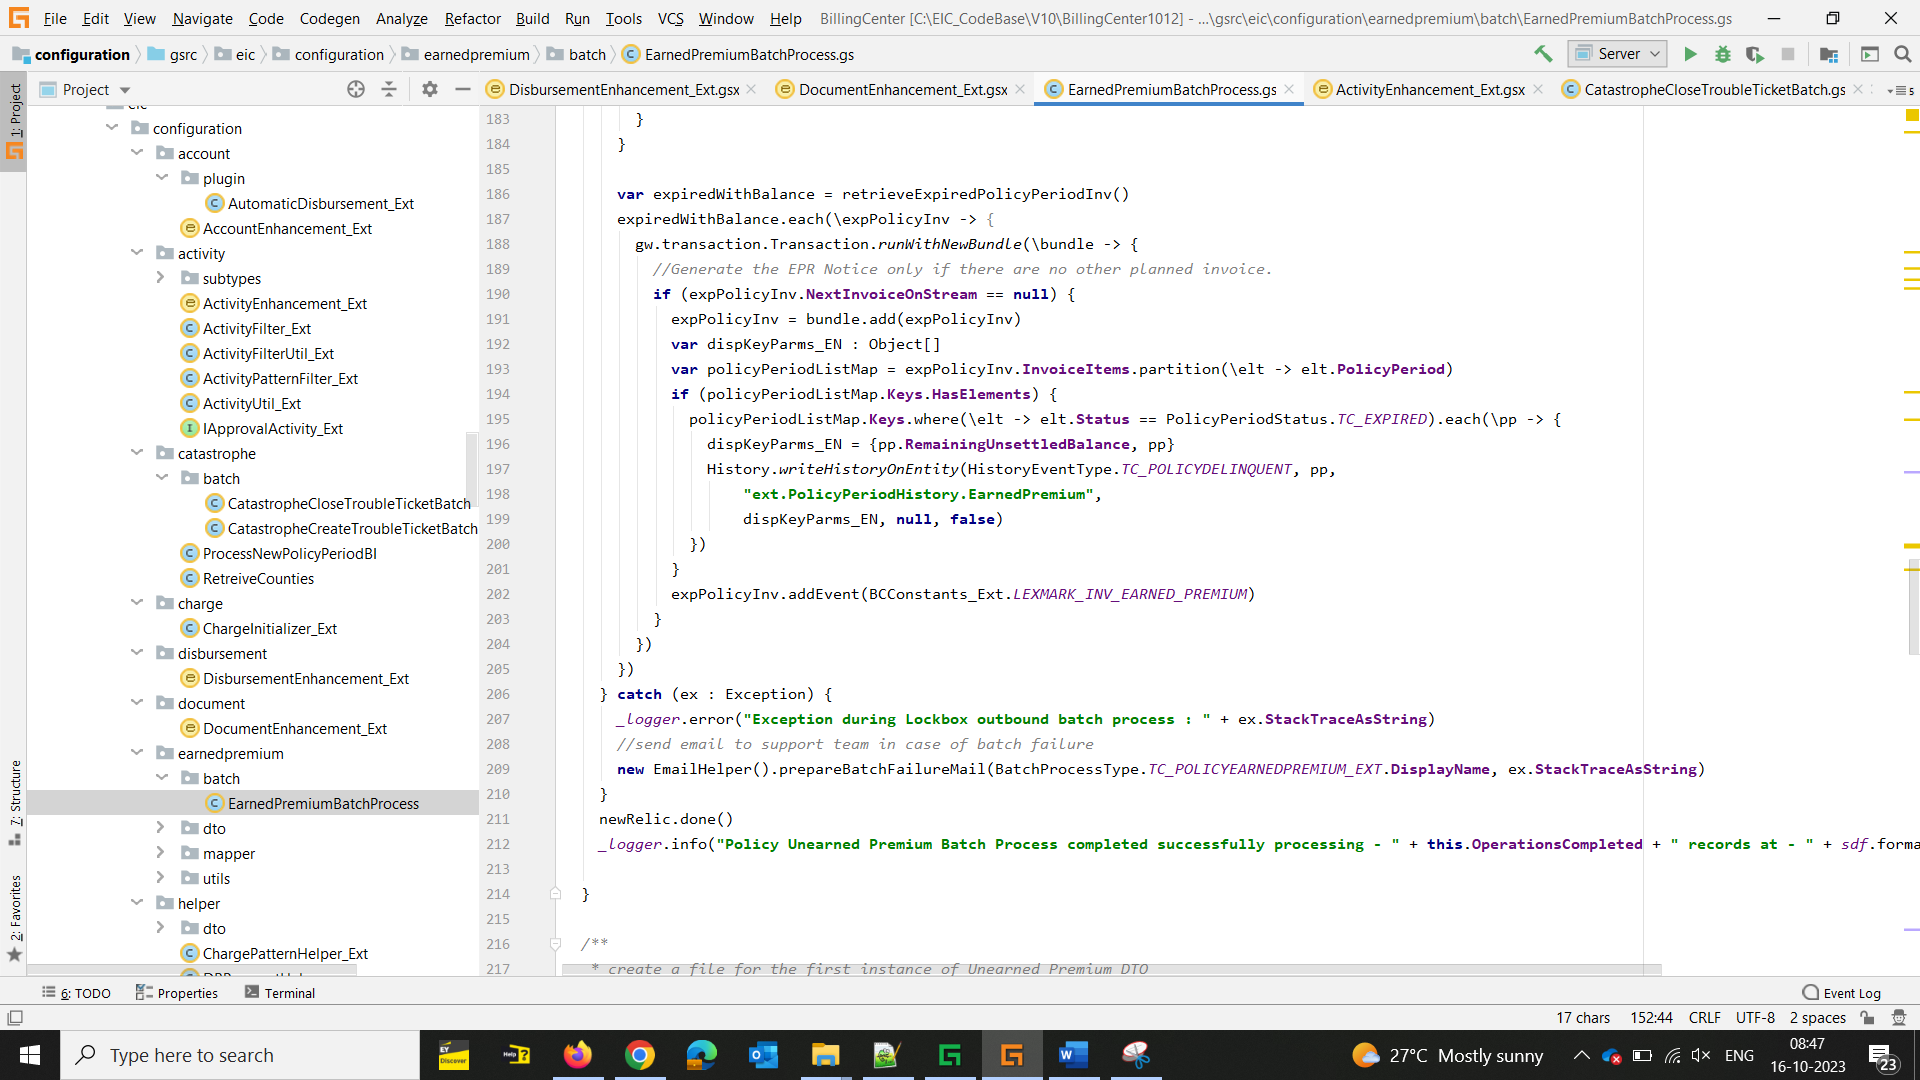 File Edit View Navigate Code Codegen Analyze Refactor Build Run Tools VCS Window Help BillingCenter [C:\EIC_CodeBase\V10\BillingCenter1012] - ...\gsrc\eic\configuration\earnedpremium\batch\EarnedPremiumBatchProcess.gs
configuration gsrc eic configuration earnedpremium batch EarnedPremiumBatchProcess.gs Server
Project DisbursementEnhancement_Ext.gsx DocumentEnhancement_Ext.gsx EarnedPremiumBatchProcess.gs ActivityEnhancement_Ext.gsx CatastropheCloseTroubleTicketBatch.gs 5
1: Project
7: Structure
2: Favorites
eic
configuration
account
plugin
AutomaticDisbursement_Ext
AccountEnhancement_Ext
activity
subtypes
ActivityEnhancement_Ext
ActivityFilter_Ext
ActivityFilterUtil_Ext
ActivityPatternFilter_Ext
ActivityUtil_Ext
IApprovalActivity_Ext
catastrophe
batch
CatastropheCloseTroubleTicketBatch
CatastropheCreateTroubleTicketBatch
ProcessNewPolicyPeriodBI
RetreiveCounties
charge
ChargeInitializer_Ext
disbursement
DisbursementEnhancement_Ext
document
DocumentEnhancement_Ext
earnedpremium
batch
EarnedPremiumBatchProcess
dto
mapper
utils
helper
dto
ChargePatternHelper_Ext
183 }
184 }
185
186 var expiredWithBalance = retrieveExpiredPolicyPeriodInv()
187 expiredWithBalance.each(\expPolicyInv -> {
188 gw.transaction.Transaction.runWithNewBundle(\bundle -> {
189 //Generate the EPR Notice only if there are no other planned invoice.
190 if (expPolicyInv.NextInvoiceOnStream == null) {
191 expPolicyInv = bundle.add(expPolicyInv)
192 var dispKeyParms_EN : Object[]
193 var policyPeriodListMap = expPolicyInv.InvoiceItems.partition(\elt -> elt.PolicyPeriod)
194 if (policyPeriodListMap.Keys.HasElements) {
195 policyPeriodListMap.Keys.where(\elt -> elt.Status == PolicyPeriodStatus.TC_EXPIRED).each(\pp -> {
196 dispKeyParms_EN = {pp.RemainingUnsettledBalance, pp}
197 History.writeHistoryOnEntity(HistoryEventType.TC_POLICYDELINQUENT, pp,
198 "ext.PolicyPeriodHistory.EarnedPremium",
199 dispKeyParms_EN, null, false)
200 })
201 }
202 expPolicyInv.addEvent(BCConstants_Ext.LEXMARK_INV_EARNED_PREMIUM)
203 }
204 })
205 })
206 } catch (ex : Exception) {
207 _logger.error("Exception during Lockbox outbound batch process : " + ex.StackTraceAsString)
208 //send email to support team in case of batch failure
209 new EmailHelper().prepareBatchFailureMail(BatchProcessType.TC_POLICYEARNEDPREMIUM_EXT.DisplayName, ex.StackTraceAsString)
210 }
211 newRelic.done()
212 _logger.info("Policy Unearned Premium Batch Process completed successfully processing - " + this.OperationsCompleted + " records at - " + sdf.forma
213
214 }
215
216 /**
217 * create a file for the first instance of Unearned Premium DTO
6: TODO Properties Terminal Event Log
17 chars 152:44 CRLF UTF-8 2 spaces
Type here to search EY Discover Help ? 27°C Mostly sunny ENG 08:47
16-10-2023 23